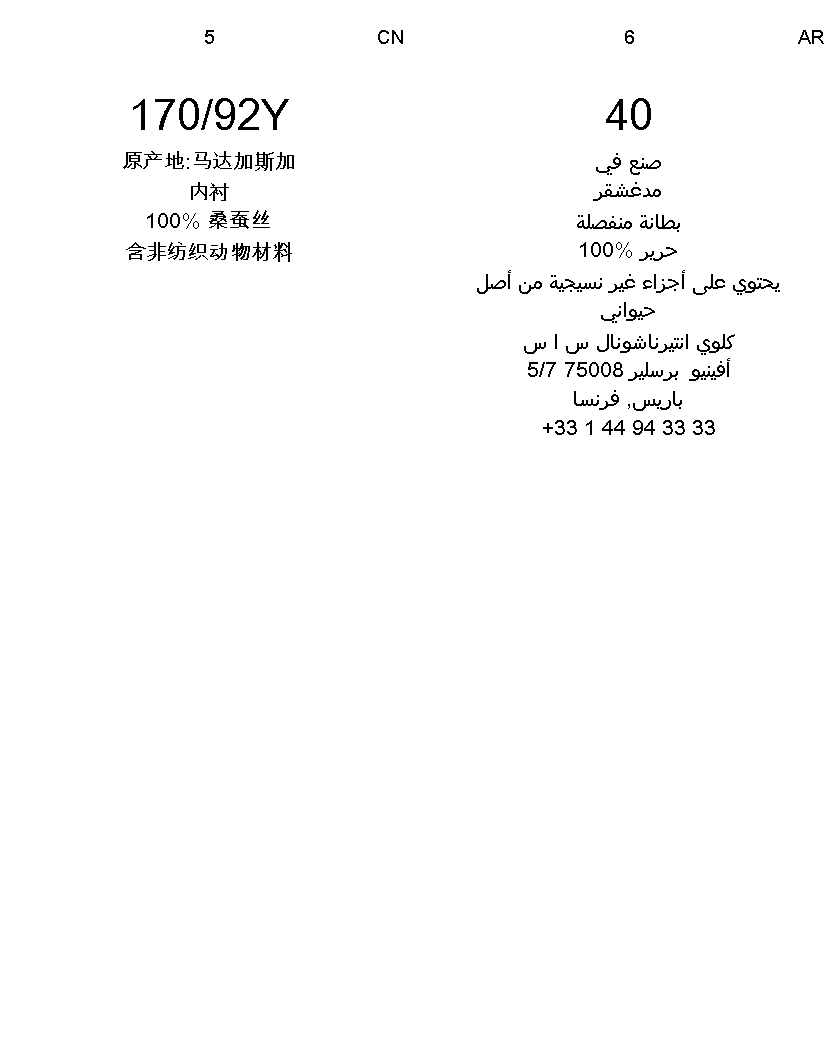 5 CN
170/92Y
原产地:马达加斯加
内衬
100% 桑蚕丝
含非纺织动物材料
6 AR
40
صنع في
مدغشقر
بطانة منفصلة
حرير %100
يحتوي على أجزاء غير نسيجية من أصل
حيواني
كلوي انتيرناشونال س ا س
أفينيو برسلير 75008 5/7
باريس, فرنسا
+33 1 44 94 33 33